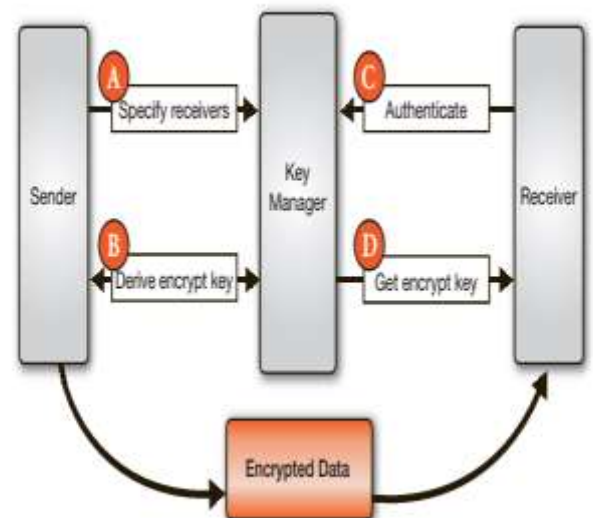 A
Specify receivers
C
Authenticate
Sender
Key
Manager
Receiver
B
Derive encrypt key
D
Get encrypt key
Encrypted Data